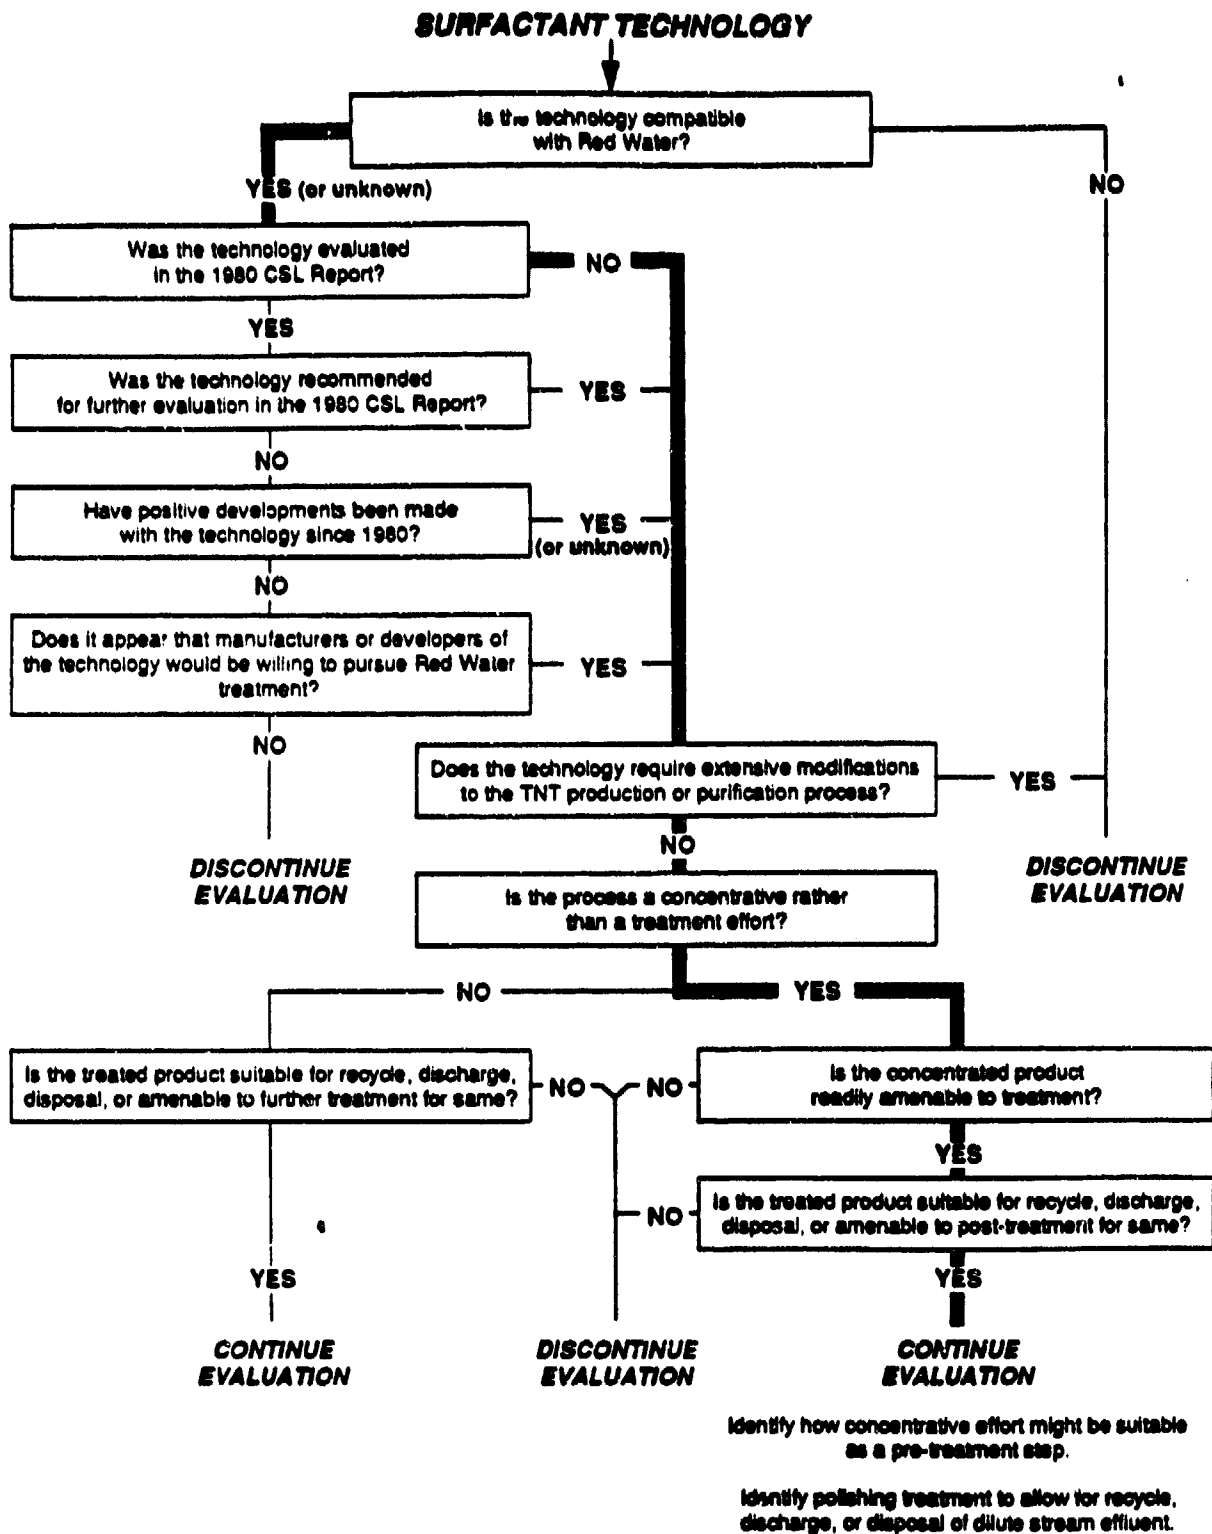 SURFACTANT TECHNOLOGY
Is the technology compatible
with Red Water?
YES (or unknown)
NO
Was the technology evaluated
in the 1980 CSL Report?
NO
YES
Was the technology recommended
for further evaluation in the 1980 CSL Report?
YES
NO
Have positive developments been made
with the technology since 1980?
YES
(or unknown)
NO
Does it appear that manufacturers or developers of
the technology would be willing to pursue Red Water
treatment?
YES
NO
Does the technology require extensive modifications
to the TNT production or purification process?
YES
NO
DISCONTINUE
EVALUATION
DISCONTINUE
EVALUATION
Is the process a concentrative rather
than a treatment effort?
NO
YES
Is the treated product suitable for recycle, discharge,
disposal, or amenable to further treatment for same?
NO
NO
Is the concentrated product
readily amenable to treatment?
YES
Is the treated product suitable for recycle, discharge,
disposal, or amenable to post-treatment for same?
NO
YES
YES
CONTINUE
EVALUATION
DISCONTINUE
EVALUATION
CONTINUE
EVALUATION
Identify how concentrative effort might be suitable
as a pre-treatment step.
Identify polishing treatment to allow for recycle,
discharge, or disposal of dilute stream effluent.